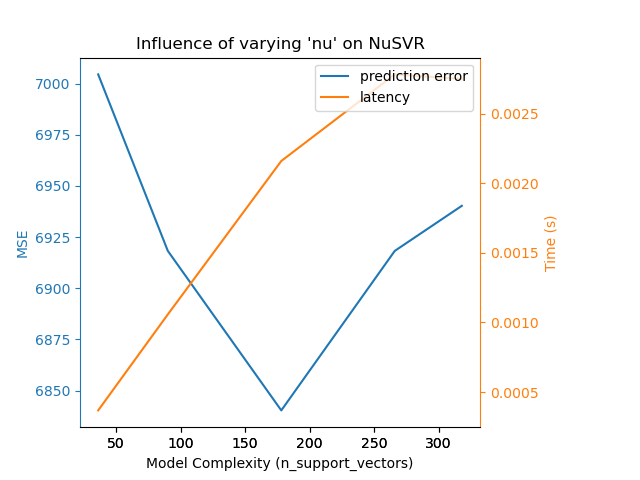 Influence of varying 'nu' on NuSVR
prediction error
latency
7000
6975
6950
6925
6900
6875
6850
MSE
0.0025
0.0020
0.0015
0.0010
0.0005
Time (s)
50 100 150 200 250 300
Model Complexity (n_support_vectors)